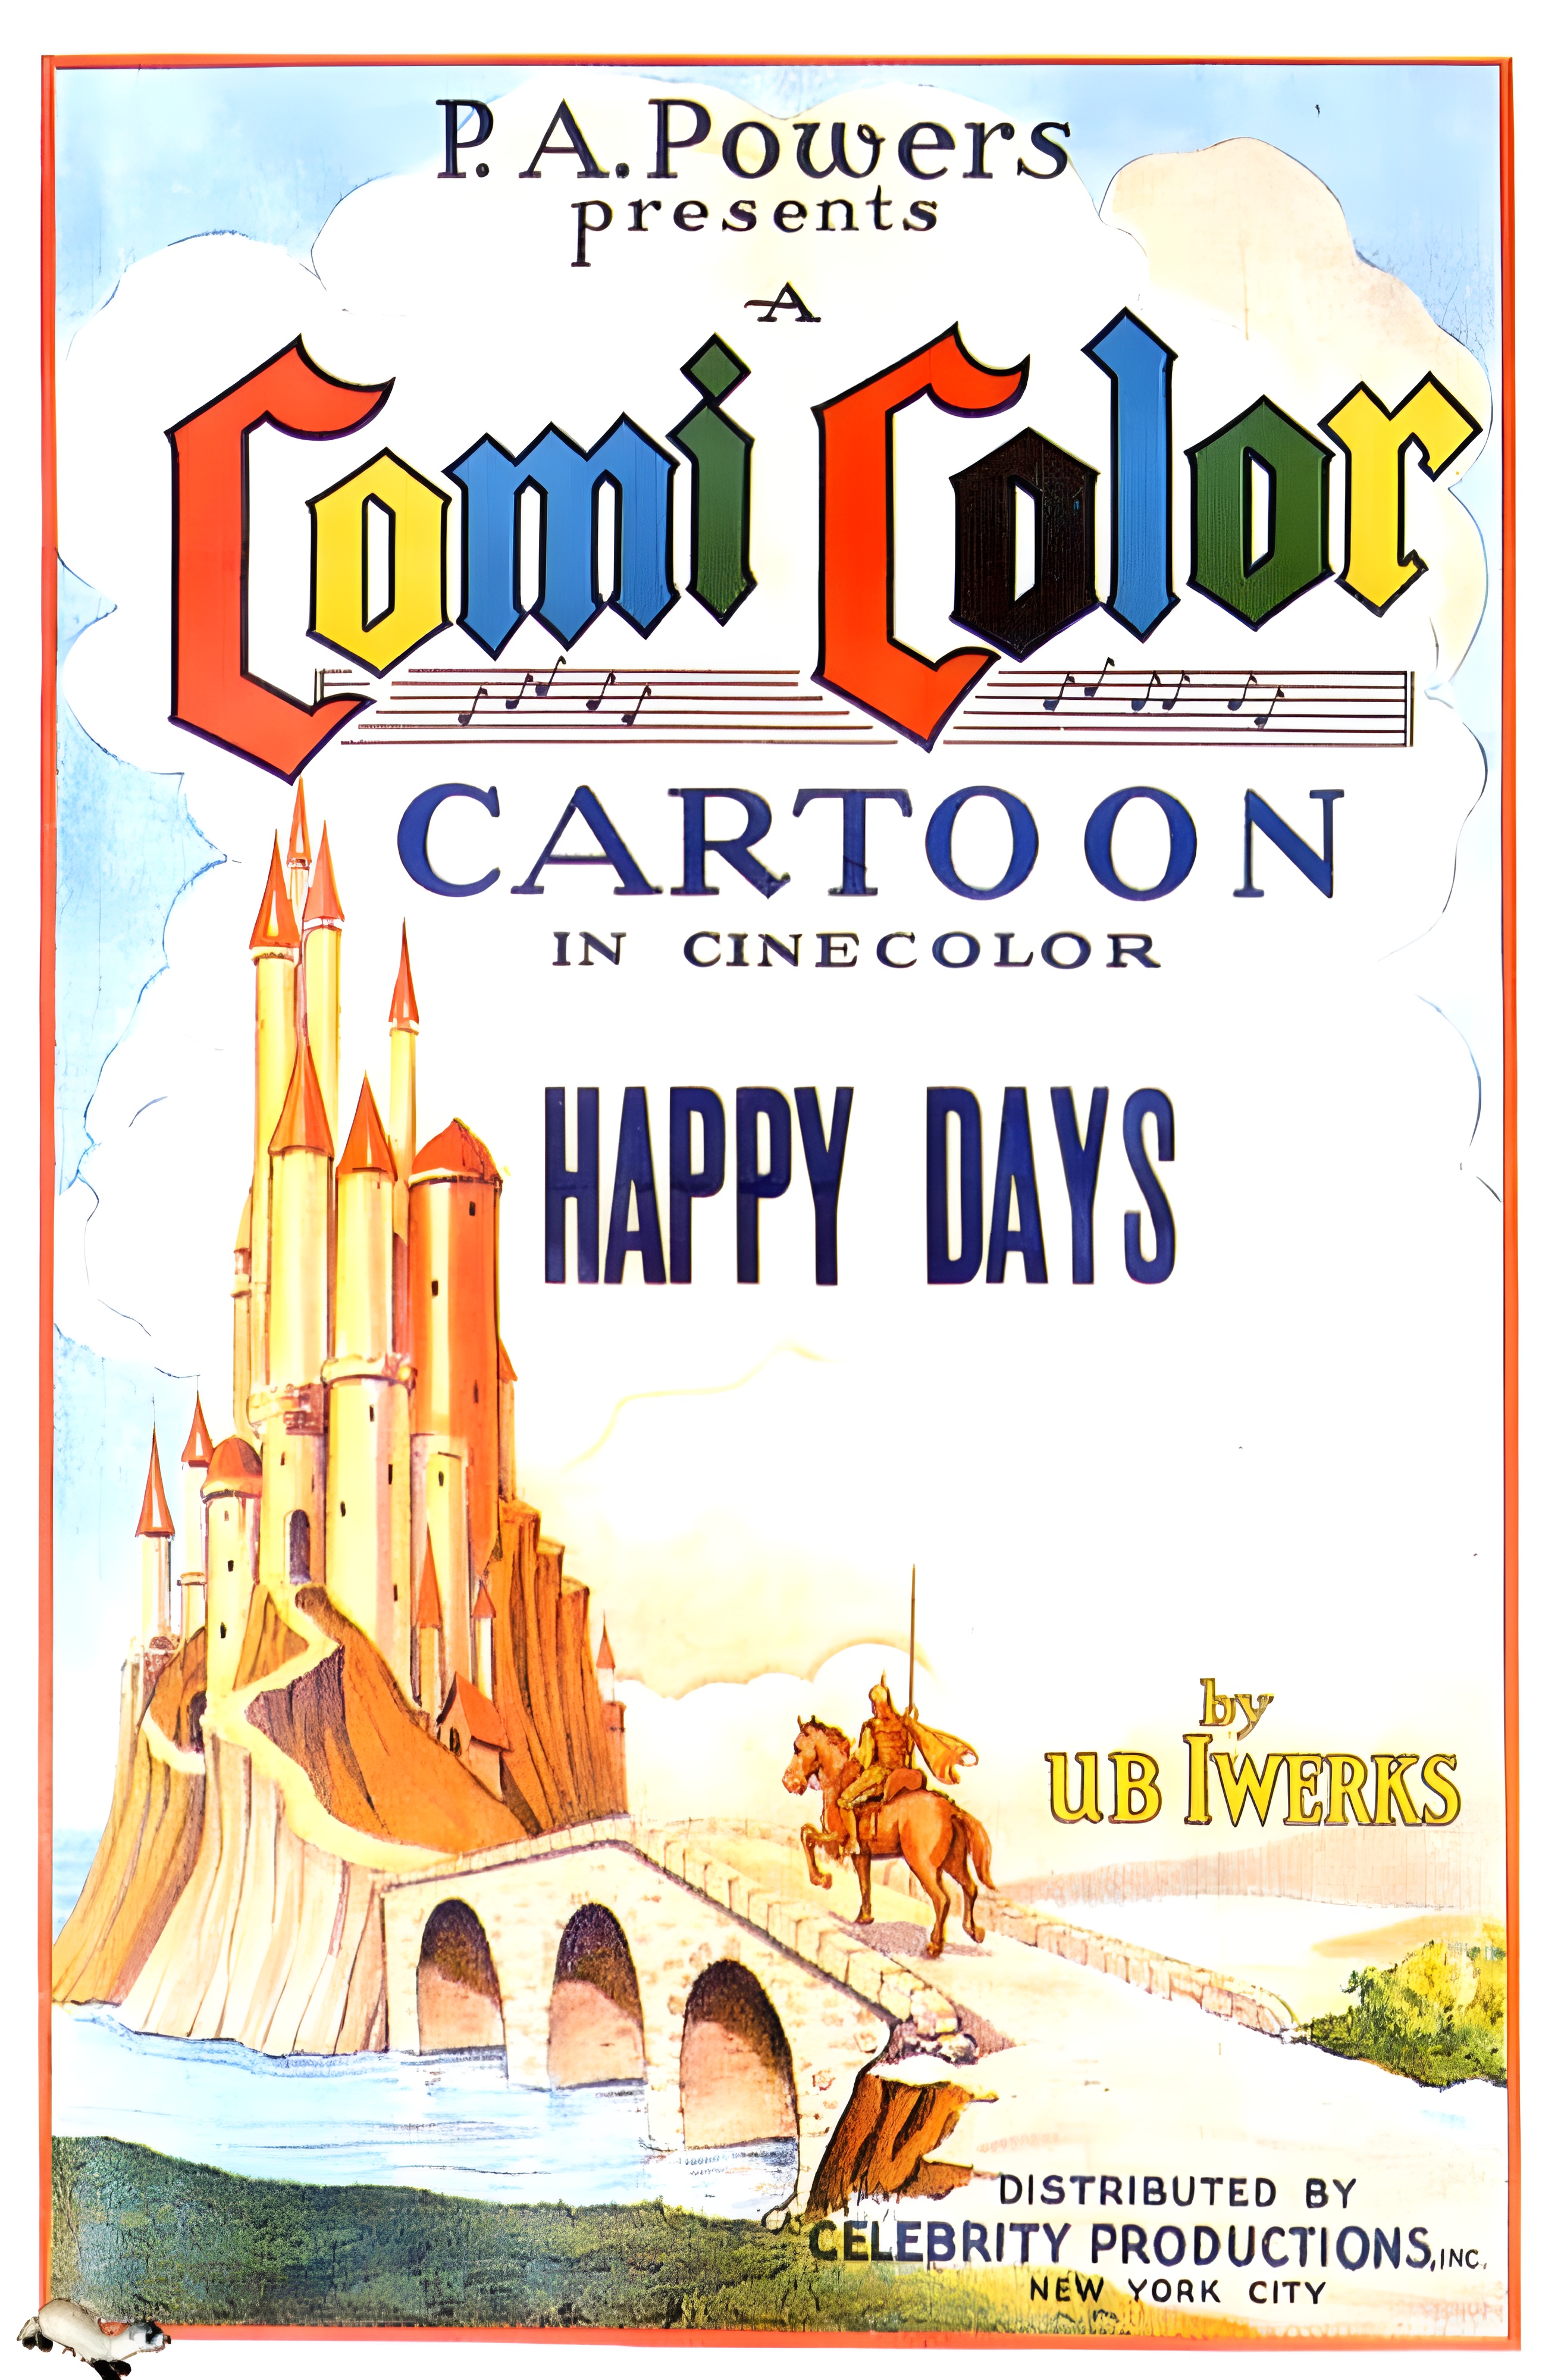 P. A. Powers
presents
A
Comi Color
CARTOON
IN CINECOLOR
HAPPY DAYS
by
UB IWERKS
DISTRIBUTED BY
CELEBRITY PRODUCTIONS, INC.
NEW YORK CITY